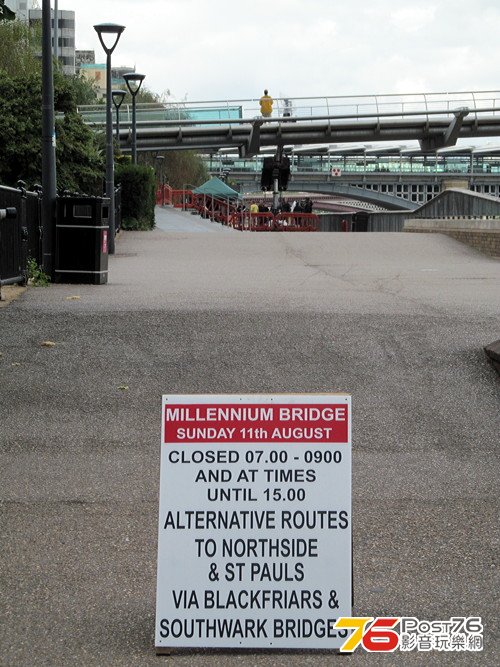 MILLENNIUM BRIDGE
SUNDAY 11th AUGUST
CLOSED 07.00 - 0900
AND AT TIMES
UNTIL 15.00
ALTERNATIVE ROUTES
TO NORTHSIDE
& ST PAULS
VIA BLACKFRIARS &
SOUTHWARK BRIDGES
76 Post76
影音玩樂網